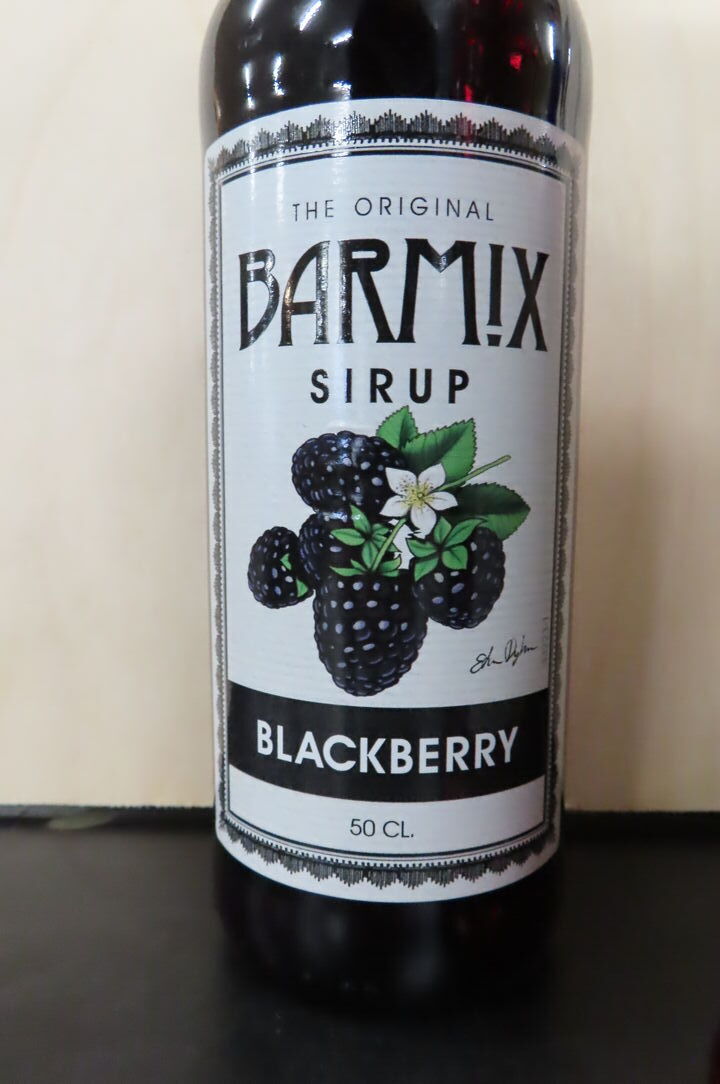 THE ORIGINAL
BARM!X
SIRUP
BLACKBERRY
50 CL.